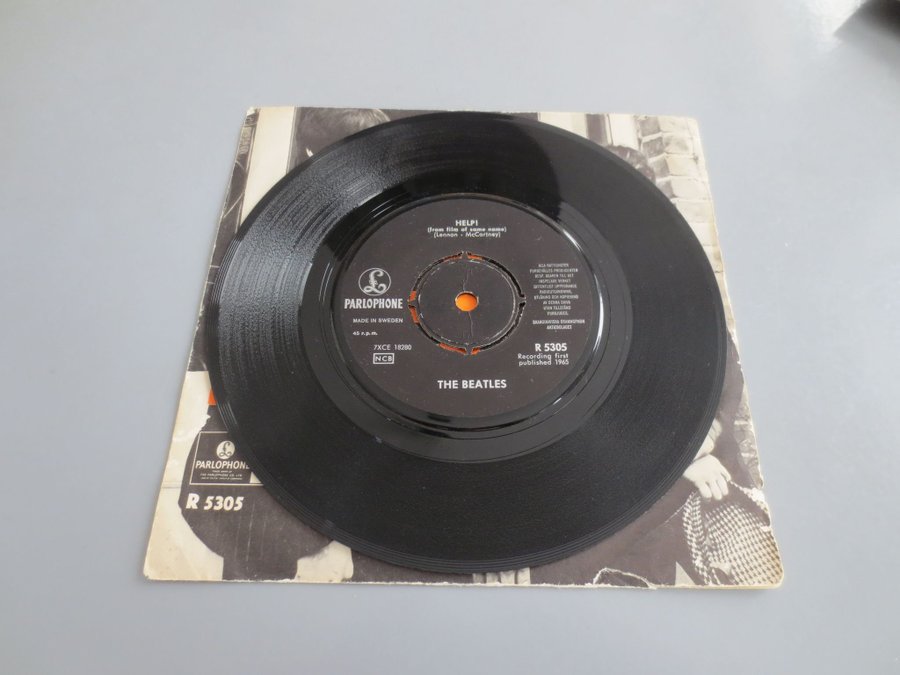 HELP!
(from film of same name)
(Lennon - McCartney)
£
PARLOPHONE
MADE IN SWEDEN
45 r.p.m.
7XCE 18280
NCB
R 5305
Recording first
published 1965
THE BEATLES
£
PARLOPHONE
R 5305